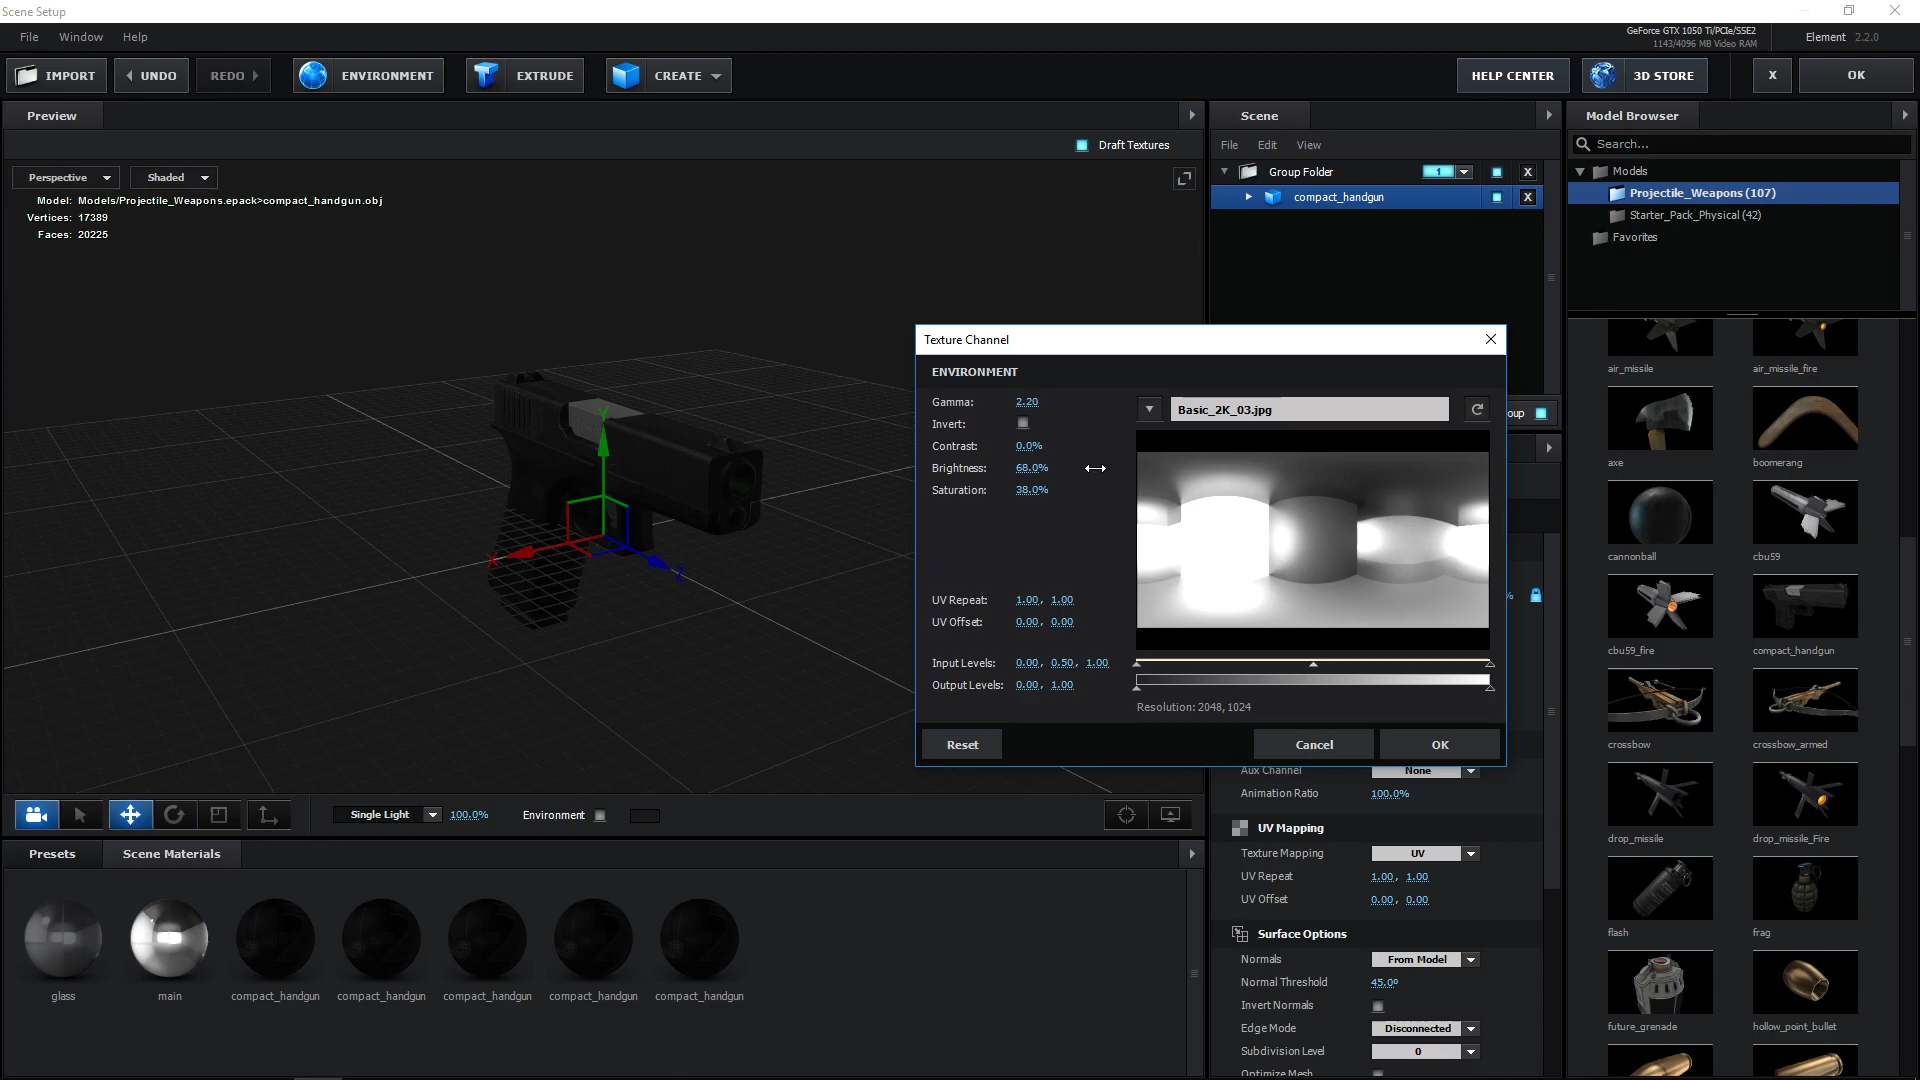 Scene Setup
File Window Help
GeForce GTX 1050 Ti/PCIe/SSE2
1143/4096 MB Video RAM
Element 2.2.0
IMPORT UNDO REDO ENVIRONMENT EXTRUDE CREATE HELP CENTER 3D STORE X OK
Preview
Draft Textures
Perspective Shaded
Model: Models/Projectile_Weapons.epack>compact_handgun.obj
Vertices: 17389
Faces: 20225
Y
X
Z
Scene
File Edit View
Group Folder 1 X
compact_handgun X
Model Browser
Search...
Models
Projectile_Weapons (107)
Starter_Pack_Physical (42)
Favorites
air_missile air_missile_fire
axe boomerang
cannonball cbu59
cbu59_fire compact_handgun
crossbow crossbow_armed
drop_missile drop_missile_Fire
flash frag
future_grenade hollow_point_bullet
Texture Channel
ENVIRONMENT
Gamma: 2.20
Invert:
Contrast: 0.0%
Brightness: 68.0%
Saturation: 38.0%
Basic_2K_03.jpg
UV Repeat: 1.00, 1.00
UV Offset: 0.00, 0.00
Input Levels: 0.00, 0.50, 1.00
Output Levels: 0.00, 1.00
Resolution: 2048, 1024
Reset Cancel OK
oup
%
Aux Channel None
Animation Ratio 100.0%
UV Mapping
Texture Mapping UV
UV Repeat 1.00, 1.00
UV Offset 0.00, 0.00
Surface Options
Normals From Model
Normal Threshold 45.0º
Invert Normals
Edge Mode Disconnected
Subdivision Level 0
Optimize Mesh
Single Light 100.0% Environment
Presets Scene Materials
glass main compact_handgun compact_handgun compact_handgun compact_handgun compact_handgun